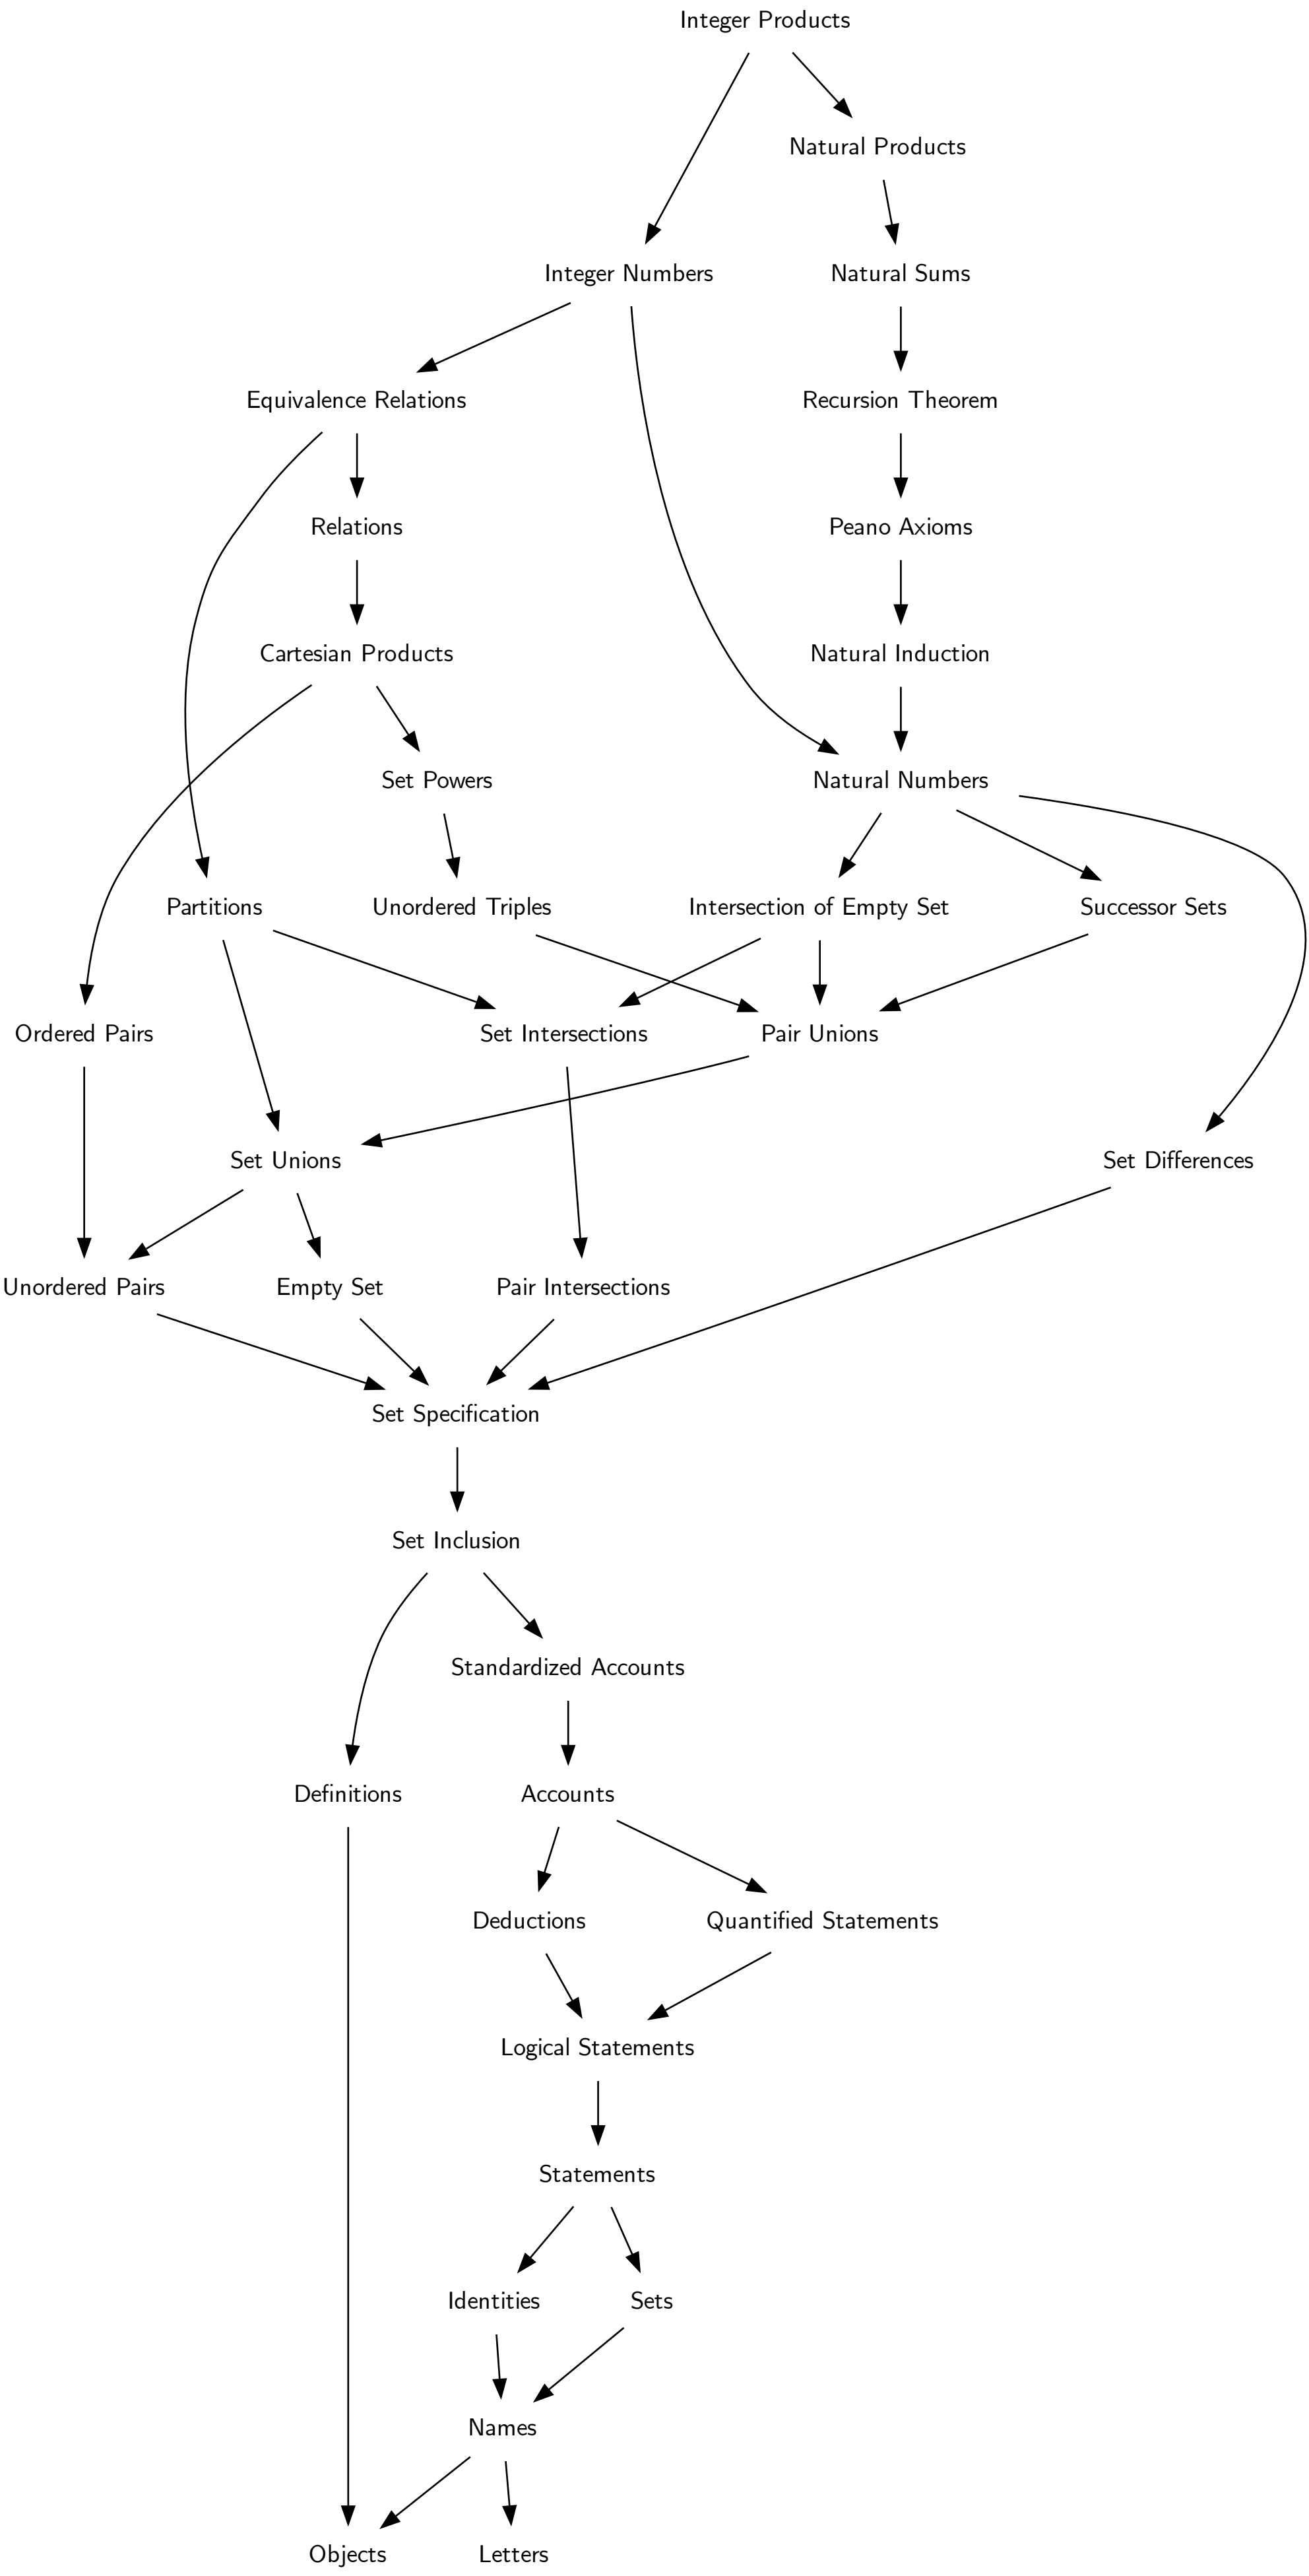 Integer Products
Natural Products
Integer Numbers
Natural Sums
Equivalence Relations
Recursion Theorem
Relations
Peano Axioms
Cartesian Products
Natural Induction
Set Powers
Natural Numbers
Partitions
Unordered Triples
Intersection of Empty Set
Successor Sets
Ordered Pairs
Set Intersections
Pair Unions
Set Unions
Set Differences
Unordered Pairs
Empty Set
Pair Intersections
Set Specification
Set Inclusion
Standardized Accounts
Definitions
Accounts
Deductions
Quantified Statements
Logical Statements
Statements
Identities
Sets
Names
Objects
Letters